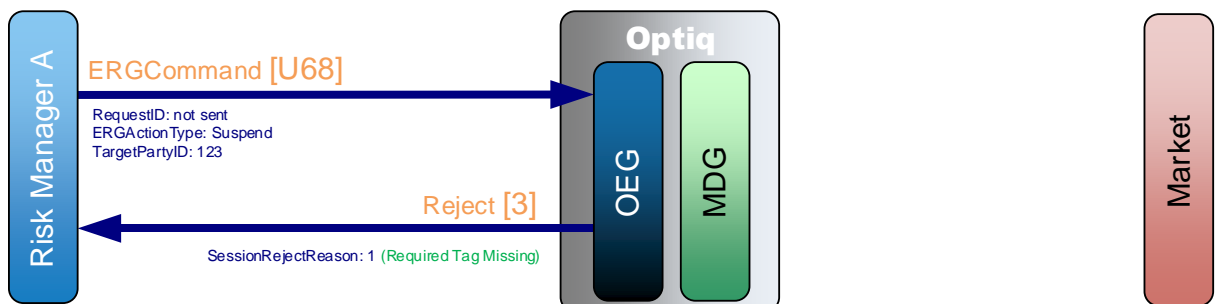 Risk Manager A
ERGCommand [U68]
RequestID: not sent
ERGActionType: Suspend
TargetPartyID: 123
Reject [3]
SessionRejectReason: 1 (Required Tag Missing)
Optiq
OEG
MDG
Market